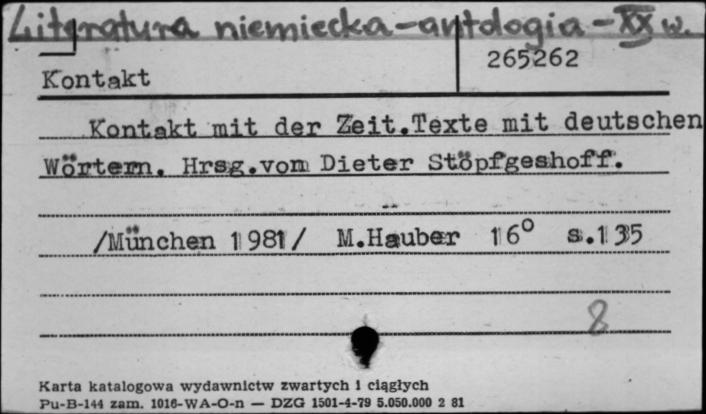 Literatura niemiecka-antologia-XX w.
265262
Kontakt
Kontakt mit der Zeit.Texte mit deutschen
Wörtern. Hrsg.von Dieter Stöpfgeshoff.
/München 1981/ M.Hauber 16° s.135
8
Karta katalogowa wydawnictw zwartych i ciągłych
Pu-B-144 zam. 1016-WA-O-n — DZG 1501-4-79 5.050.000 2 81